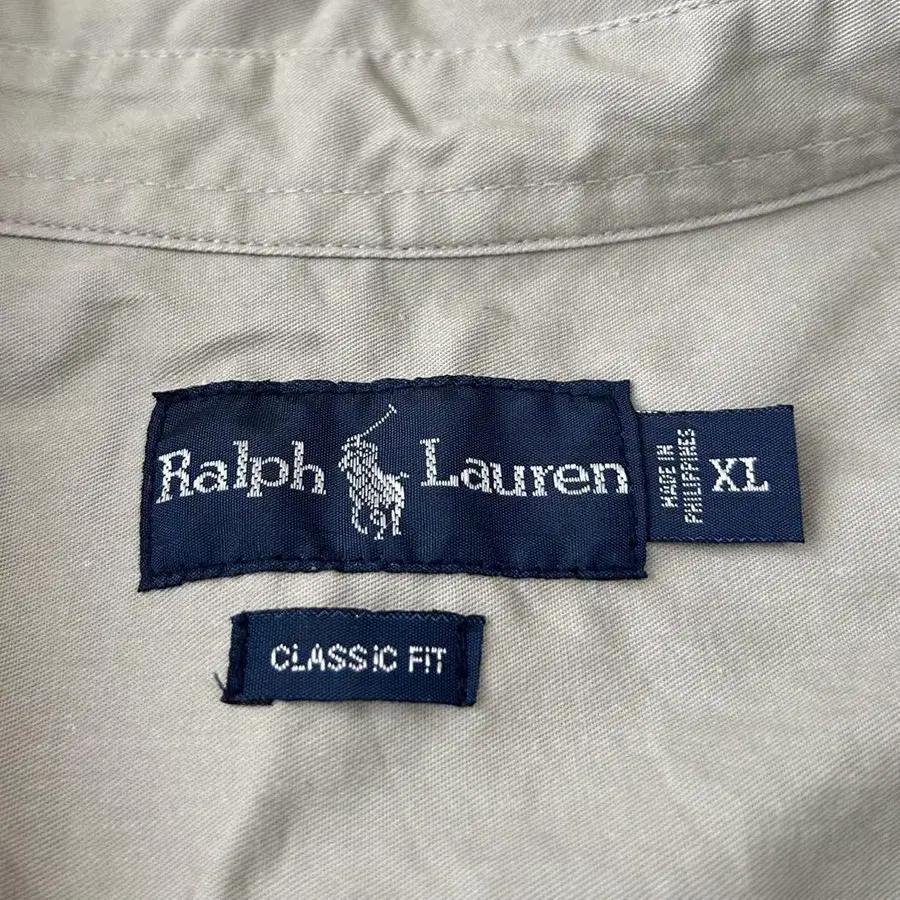 Ralph Lauren
MADE IN
PHILIPPINES
XL
CLASSIC FIT